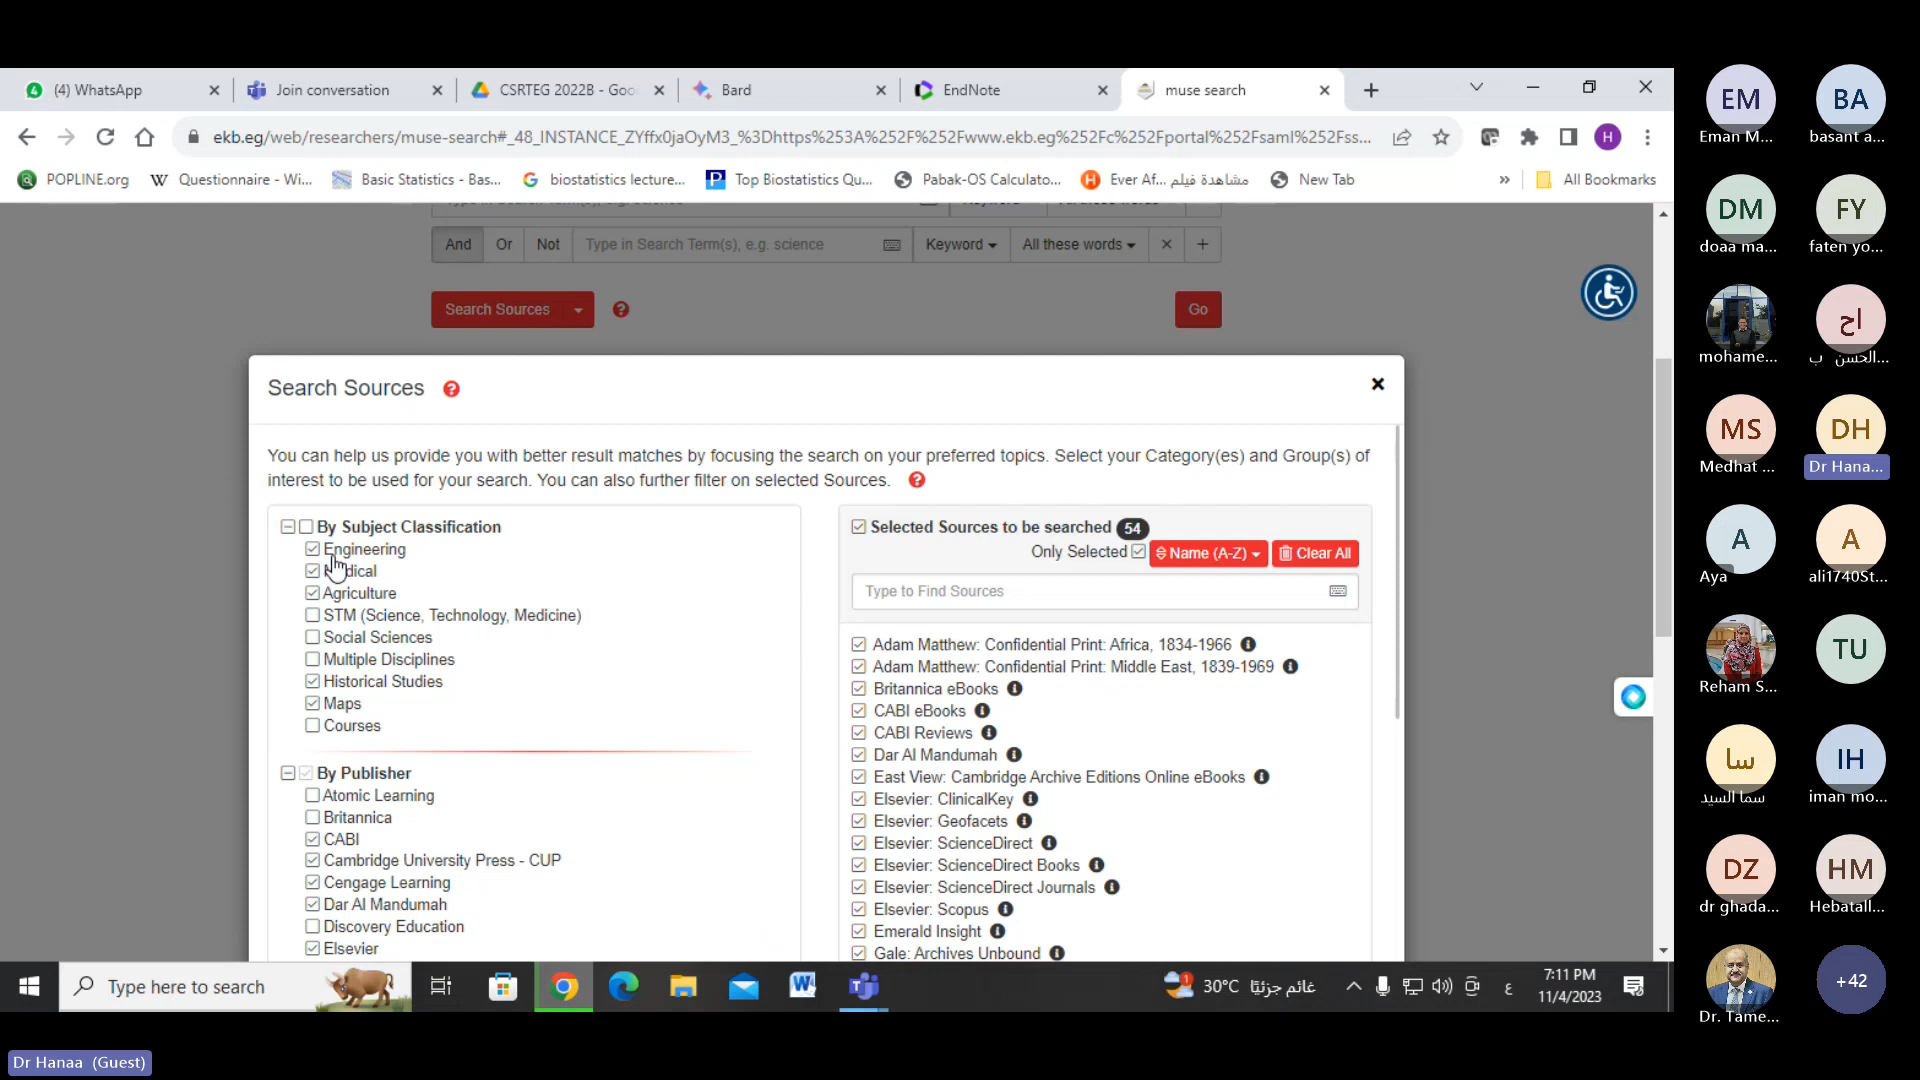 (4) WhatsApp
Join conversation
CSRTEG 2022B - Goo
Bard
EndNote
muse search
ekb.eg/web/researchers/muse-search#_48_INSTANCE_ZYffx0jaOyM3_%3Dhttps%253A%252F%252Fwww.ekb.eg%252Fc%252Fportal%252Fsaml%252Fss...
H
POPLINE.org
Questionnaire - Wi...
Basic Statistics - Bas...
biostatistics lecture...
Top Biostatistics Qu...
Pabak-OS Calculato...
Ever Af... مشاهدة فيلم
New Tab
»
All Bookmarks
And Or Not Type in Search Term(s), e.g. science Keyword All these words
Search Sources
Go
Search Sources
You can help us provide you with better result matches by focusing the search on your preferred topics. Select your Category(es) and Group(s) of
interest to be used for your search. You can also further filter on selected Sources.
By Subject Classification
Engineering
Agriculture
STM (Science, Technology, Medicine)
Social Sciences
Multiple Disciplines
Historical Studies
Maps
Courses
By Publisher
Atomic Learning
Britannica
CABI
Cambridge University Press - CUP
Cengage Learning
Dar Al Mandumah
Discovery Education
Elsevier
Selected Sources to be searched 54
Only Selected
Name (A-Z)
Clear All
Type to Find Sources
Adam Matthew: Confidential Print: Africa, 1834-1966
Adam Matthew: Confidential Print: Middle East, 1839-1969
Britannica eBooks
CABI eBooks
CABI Reviews
Dar Al Mandumah
East View: Cambridge Archive Editions Online eBooks
Elsevier: ClinicalKey
Elsevier: Geofacets
Elsevier: ScienceDirect
Elsevier: ScienceDirect Books
Elsevier: ScienceDirect Journals
Elsevier: Scopus
Emerald Insight
Gale: Archives Unbound
Type here to search
30°C غائم جزئيًا
ع
7:11 PM
11/4/2023
EM
Eman M...
BA
basant a...
DM
doaa ma...
FY
faten yo...
mohame...
اح
الحسن ب...
MS
Medhat ...
DH
Dr Hana...
A
Aya
A
ali1740St...
Reham S...
TU
سا
سما السيد
IH
iman mo...
DZ
dr ghada...
HM
Hebatall...
Dr. Tame...
+42
Dr Hanaa (Guest)